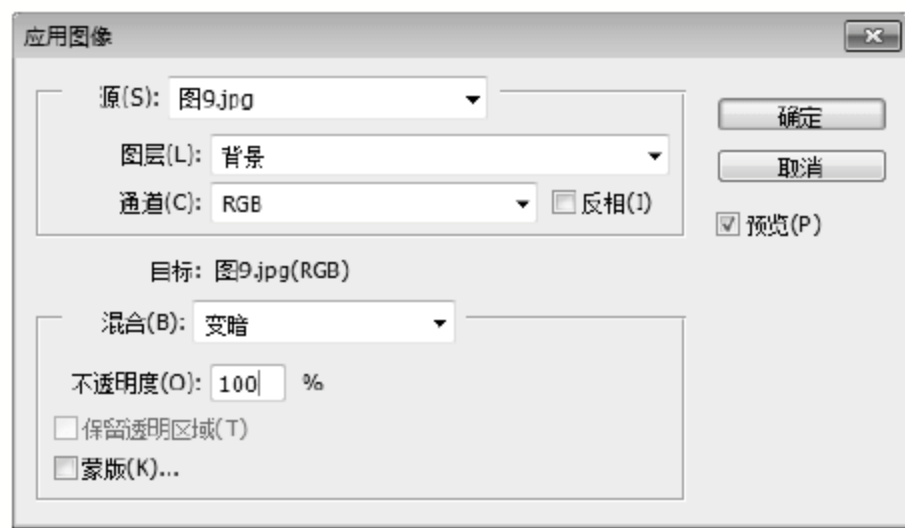 应用图像
源(S): 图9.jpg
确定
图层(L): 背景
取消
通道(C): RGB 反相(I)
预览(P)
目标: 图9.jpg(RGB)
混合(B): 变暗
不透明度(O): 100 %
保留透明区域(T)
蒙版(K)...